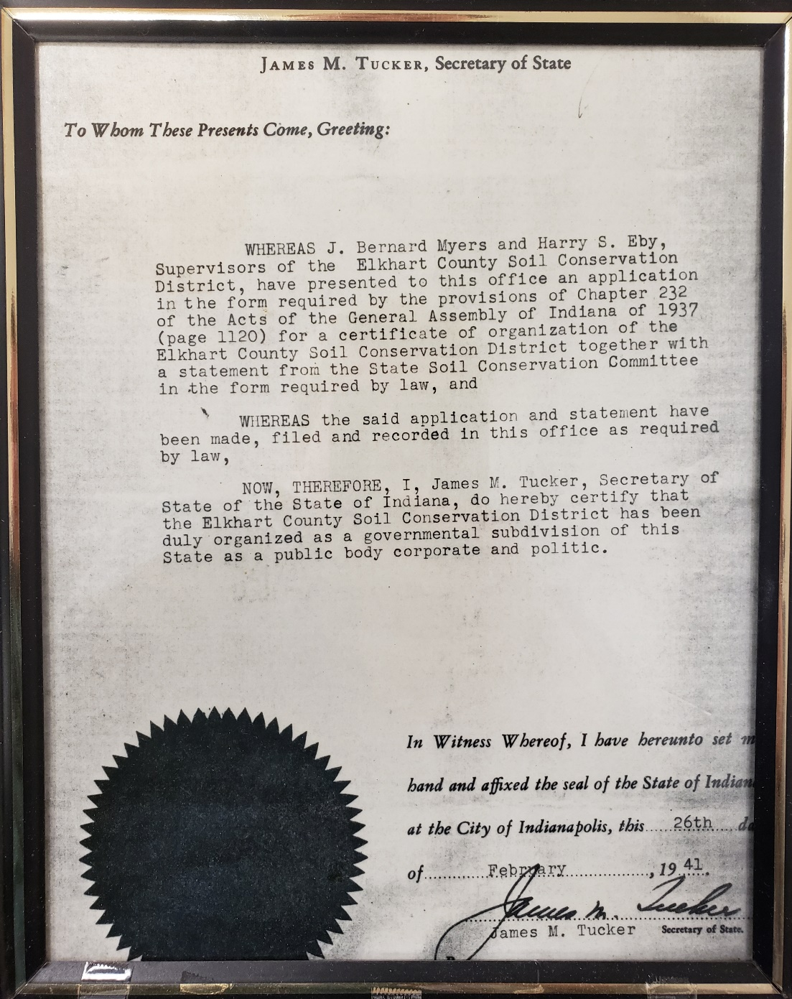 JAMES M. TUCKER, Secretary of State
To Whom These Presents Come, Greeting:
WHEREAS J. Bernard Myers and Harry S. Eby,
Supervisors of the Elkhart County Soil Conservation
District, have presented to this office an application
in the form required by the provisions of Chapter 232
of the Acts of the General Assembly of Indiana of 1937
(page 1120) for a certificate of organization of the
Elkhart County Soil Conservation District together with
a statement from the State Soil Conservation Committee
in the form required by law, and
WHEREAS the said application and statement have
been made, filed and recorded in this office as required
by law,
NOW, THEREFORE, I, James M. Tucker, Secretary of
State of the State of Indiana, do hereby certify that
the Elkhart County Soil Conservation District has been
duly organized as a governmental subdivision of this
State as a public body corporate and politic.
In Witness Whereof, I have hereunto set m
hand and affixed the seal of the State of Indian
at the City of Indianapolis, this 26th da
of February, 19 41.
James M. Tucker
James M. Tucker Secretary of State.